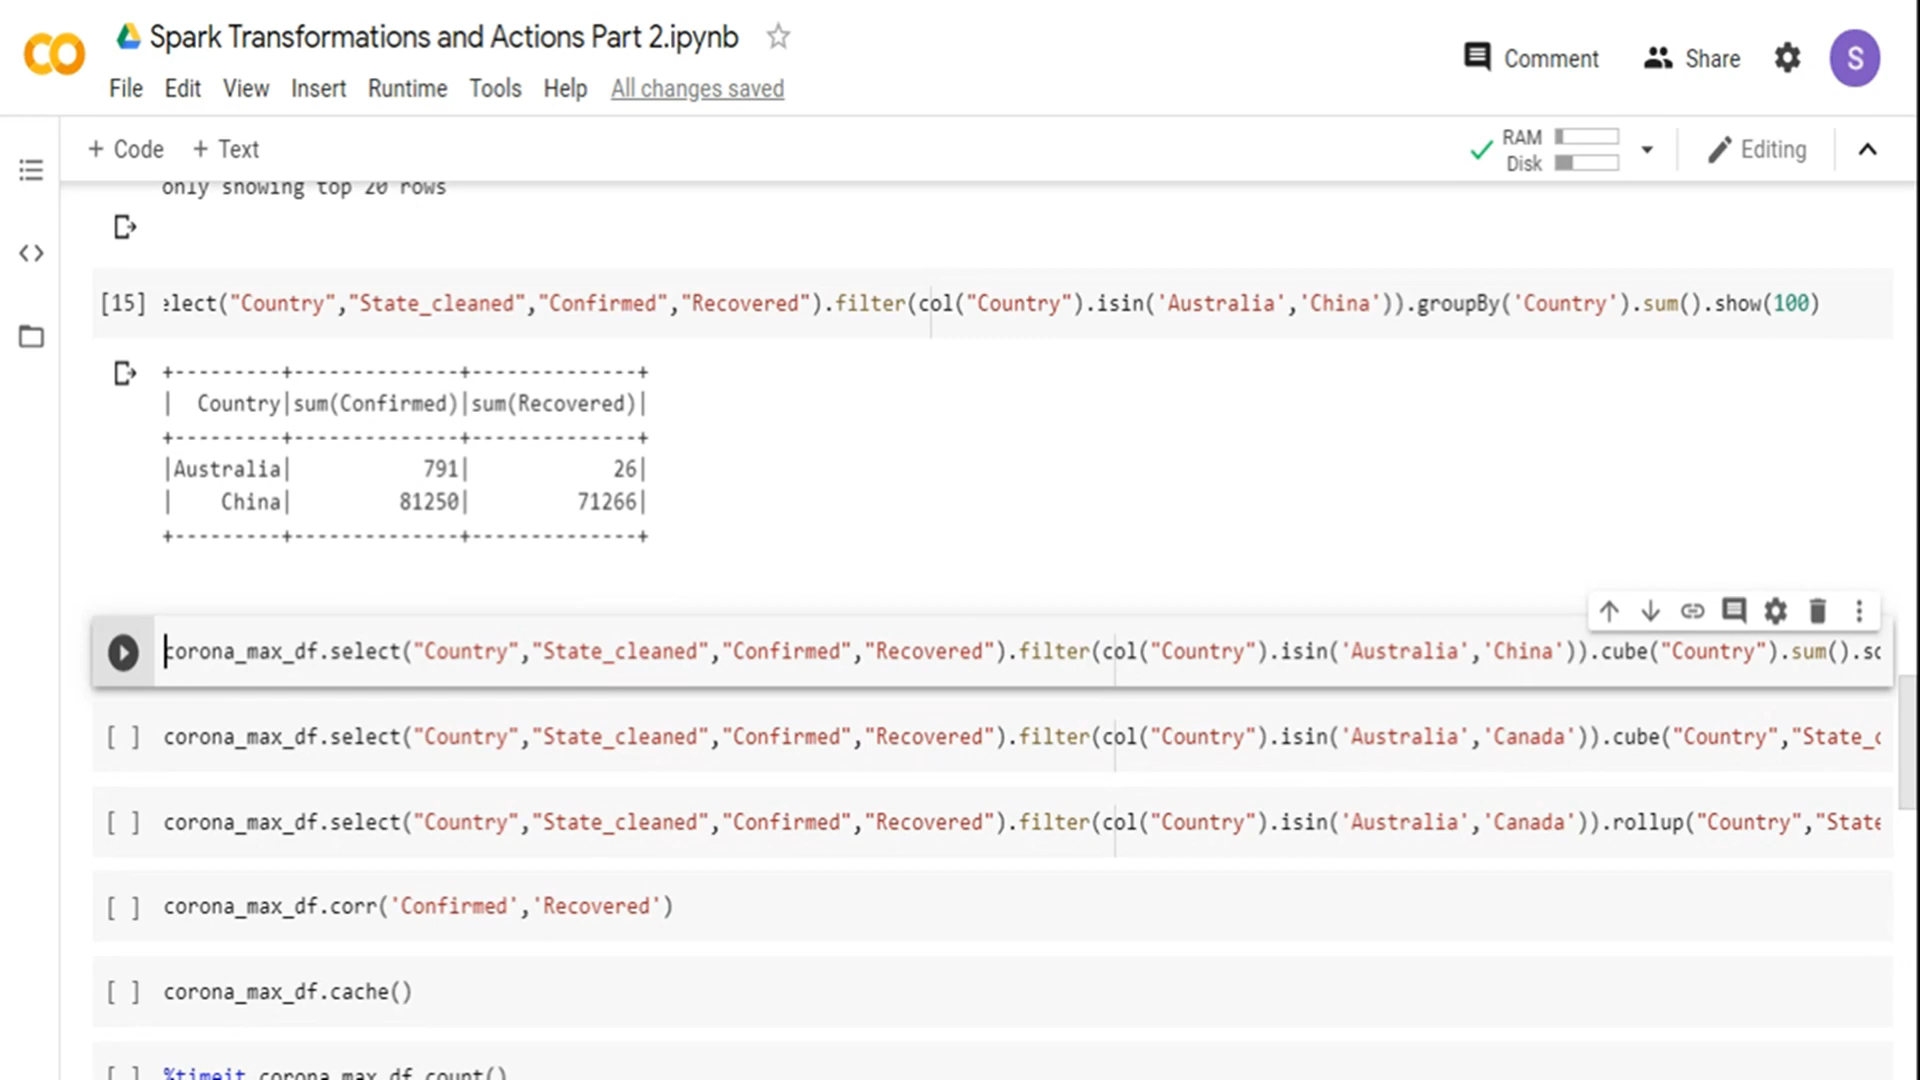 Spark Transformations and Actions Part 2.ipynb
Comment
Share
S
File Edit View Insert Runtime Tools Help All changes saved
+ Code + Text
RAM
Disk
Editing
only showing top 20 rows
[15] elect("Country","State_cleaned","Confirmed","Recovered").filter(col("Country").isin('Australia','China')).groupBy('Country').sum().show(100)
+---------+--------------+--------------+
|  Country|sum(Confirmed)|sum(Recovered)|
+---------+--------------+--------------+
|Australia|           791|            26|
|    China|         81250|         71266|
+---------+--------------+--------------+
corona_max_df.select("Country","State_cleaned","Confirmed","Recovered").filter(col("Country").isin('Australia','China')).cube("Country").sum().so
[ ] corona_max_df.select("Country","State_cleaned","Confirmed","Recovered").filter(col("Country").isin('Australia','Canada')).cube("Country","State_c
[ ] corona_max_df.select("Country","State_cleaned","Confirmed","Recovered").filter(col("Country").isin('Australia','Canada')).rollup("Country","State
[ ] corona_max_df.corr('Confirmed','Recovered')
[ ] corona_max_df.cache()
[ ] %timeit corona_max_df.count()